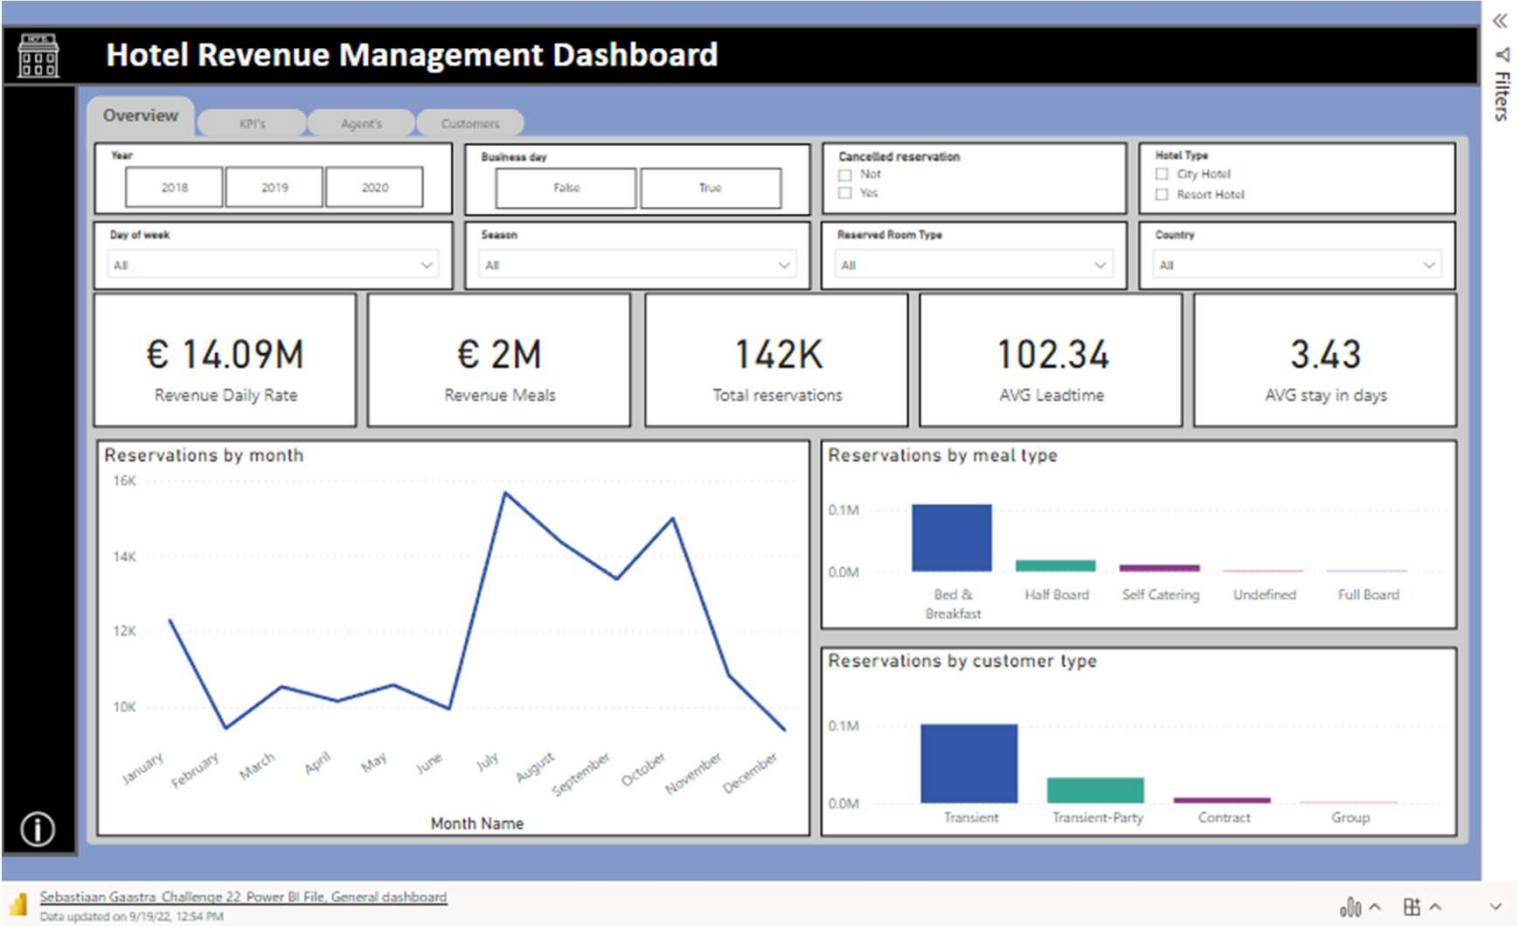 HOTEL
Hotel Revenue Management Dashboard
Filters
Overview
KPI's
Agent's
Customers
Year
2018
2019
2020
Business day
False
True
Cancelled reservation
Not
Yes
Hotel Type
City Hotel
Resort Hotel
Day of week
All
Season
All
Reserved Room Type
All
Country
All
€ 14.09M
Revenue Daily Rate
€ 2M
Revenue Meals
142K
Total reservations
102.34
AVG Leadtime
3.43
AVG stay in days
Reservations by month
16K
14K
12K
10K
January
February
March
April
May
June
July
August
September
October
November
December
Month Name
Reservations by meal type
0.1M
0.0M
Bed &
Breakfast
Half Board
Self Catering
Undefined
Full Board
Reservations by customer type
0.1M
0.0M
Transient
Transient-Party
Contract
Group
Sebastiaan Gaastra_Challenge 22_Power BI File, General dashboard
Data updated on 9/19/22, 12:54 PM